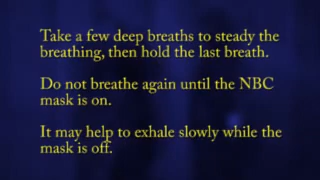 Take a few deep breaths to steady the
breathing, then hold the last breath.
Do not breathe again until the NBC
mask is on.
It may help to exhale slowly while the
mask is off.